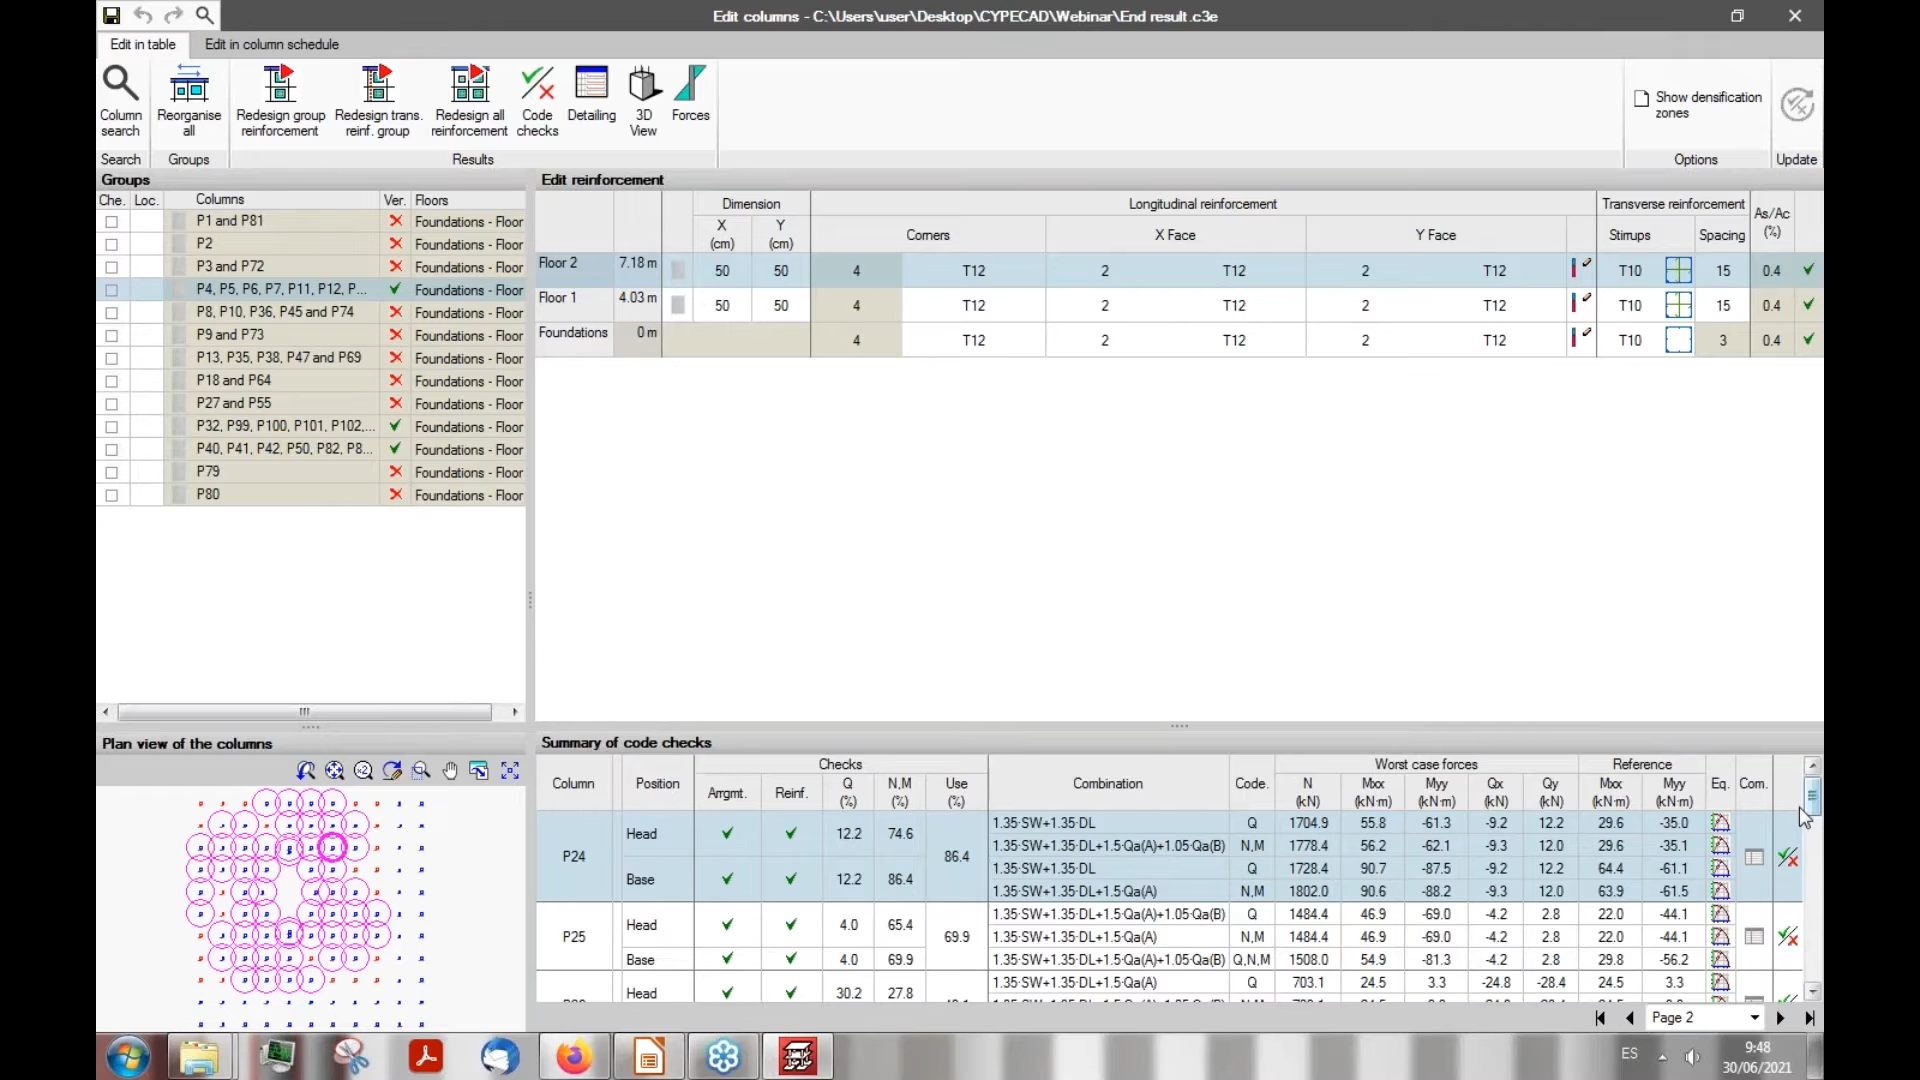 Edit columns - C:\Users\user\Desktop\CYPECAD\Webinar\End result.c3e
Edit in table Edit in column schedule
Column search
Reorganise all
Redesign group reinforcement
Redesign trans. reinf. group
Redesign all reinforcement
Code checks
Detailing
3D View
Forces
Show densification zones
Search Groups Results Options Update
Groups
Che. Loc. Columns Ver. Floors
P1 and P81 Foundations - Floor
P2 Foundations - Floor
P3 and P72 Foundations - Floor
P4, P5, P6, P7, P11, P12, P... Foundations - Floor
P8, P10, P36, P45 and P74 Foundations - Floor
P9 and P73 Foundations - Floor
P13, P35, P38, P47 and P69 Foundations - Floor
P18 and P64 Foundations - Floor
P27 and P55 Foundations - Floor
P32, P99, P100, P101, P102,... Foundations - Floor
P40, P41, P42, P50, P82, P8... Foundations - Floor
P79 Foundations - Floor
P80 Foundations - Floor
Edit reinforcement
Dimension Longitudinal reinforcement Transverse reinforcement As/Ac (%)
X (cm) Y (cm) Corners X Face Y Face Stirrups Spacing
Floor 2 7.18 m 50 50 4 T12 2 T12 2 T12 T10 15 0.4
Floor 1 4.03 m 50 50 4 T12 2 T12 2 T12 T10 15 0.4
Foundations 0 m 4 T12 2 T12 2 T12 T10 3 0.4
Plan view of the columns
Summary of code checks
Checks Worst case forces Reference
Column Position Arrgmt. Reinf. Q (%) N,M (%) Use (%) Combination Code. N (kN) Mxx (kN·m) Myy (kN·m) Qx (kN) Qy (kN) Mxx (kN·m) Myy (kN·m) Eq. Com.
P24 Head 12.2 74.6 86.4 1.35·SW+1.35·DL Q 1704.9 55.8 -61.3 -9.2 12.2 29.6 -35.0
1.35·SW+1.35·DL+1.5·Qa(A)+1.05·Qa(B) N,M 1778.4 56.2 -62.1 -9.3 12.0 29.6 -35.1
Base 12.2 86.4 1.35·SW+1.35·DL Q 1728.4 90.7 -87.5 -9.2 12.2 64.4 -61.1
1.35·SW+1.35·DL+1.5·Qa(A) N,M 1802.0 90.6 -88.2 -9.3 12.0 63.9 -61.5
P25 Head 4.0 65.4 69.9 1.35·SW+1.35·DL+1.5·Qa(A)+1.05·Qa(B) Q 1484.4 46.9 -69.0 -4.2 2.8 22.0 -44.1
1.35·SW+1.35·DL+1.5·Qa(A) N,M 1484.4 46.9 -69.0 -4.2 2.8 22.0 -44.1
Base 4.0 69.9 1.35·SW+1.35·DL+1.5·Qa(A)+1.05·Qa(B) Q,N,M 1508.0 54.9 -81.3 -4.2 2.8 29.8 -56.2
Head 30.2 27.8 1.35·SW+1.35·DL+1.5·Qa(A) Q 703.1 24.5 3.3 -24.8 -28.4 24.5 3.3
Page 2
ES 9:48
30/06/2021